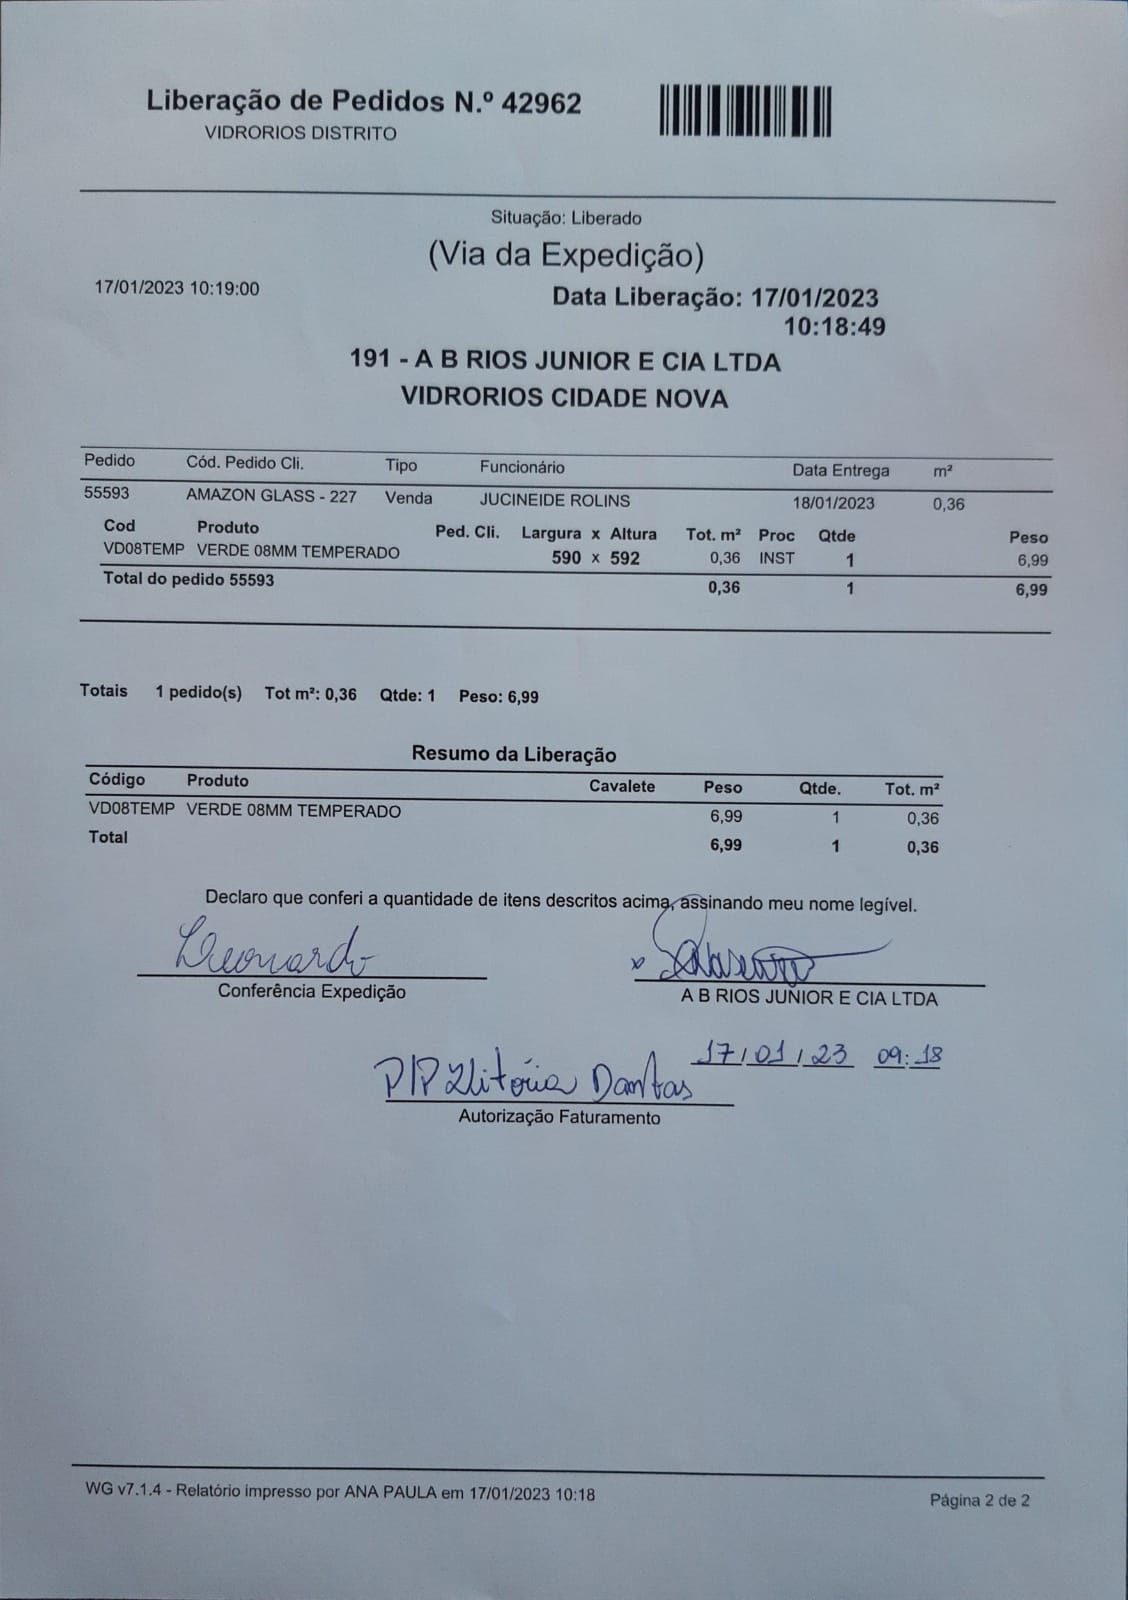 Liberação de Pedidos N.º 42962
VIDRORIOS DISTRITO
Situação: Liberado
(Via da Expedição)
17/01/2023 10:19:00
Data Liberação: 17/01/2023
10:18:49
191 - A B RIOS JUNIOR E CIA LTDA
VIDRORIOS CIDADE NOVA
Pedido Cód. Pedido Cli. Tipo Funcionário Data Entrega m²
55593 AMAZON GLASS - 227 Venda JUCINEIDE ROLINS 18/01/2023 0,36
Cod Produto Ped. Cli. Largura x Altura Tot. m² Proc Qtde Peso
VD08TEMP VERDE 08MM TEMPERADO 590 x 592 0,36 INST 1 6,99
Total do pedido 55593 0,36 1 6,99
Totais 1 pedido(s) Tot m²: 0,36 Qtde: 1 Peso: 6,99
Resumo da Liberação
Código Produto Cavalete Peso Qtde. Tot. m²
VD08TEMP VERDE 08MM TEMPERADO 6,99 1 0,36
Total 6,99 1 0,36
Declaro que conferi a quantidade de itens descritos acima, assinando meu nome legível.
Leonardo
Conferência Expedição
A B RIOS JUNIOR E CIA LTDA
17/01/23 09:18
P/P Dantas
Autorização Faturamento
WG v7.1.4 - Relatório impresso por ANA PAULA em 17/01/2023 10:18
Página 2 de 2